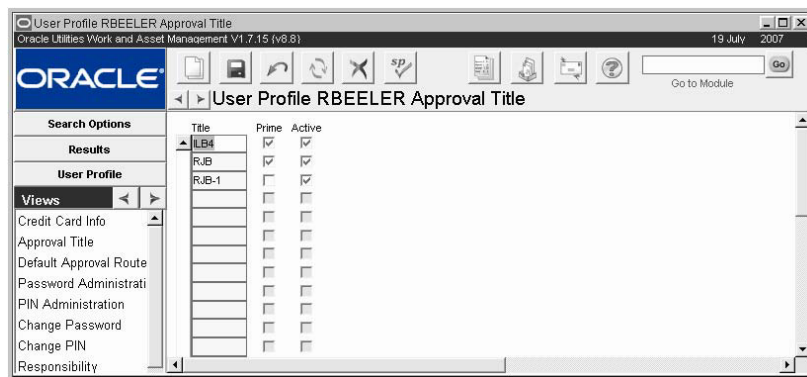 User Profile RBEELER Approval Title
Oracle Utilities Work and Asset Management V1.7.15 (v8.8) 19 July 2007
ORACLE
sp
Go
Go to Module
User Profile RBEELER Approval Title
Search Options
Results
User Profile
Views
Credit Card Info
Approval Title
Default Approval Route
Password Administrati
PIN Administration
Change Password
Change PIN
Responsibility
Title Prime Active
ILB4
RJB
RJB-1